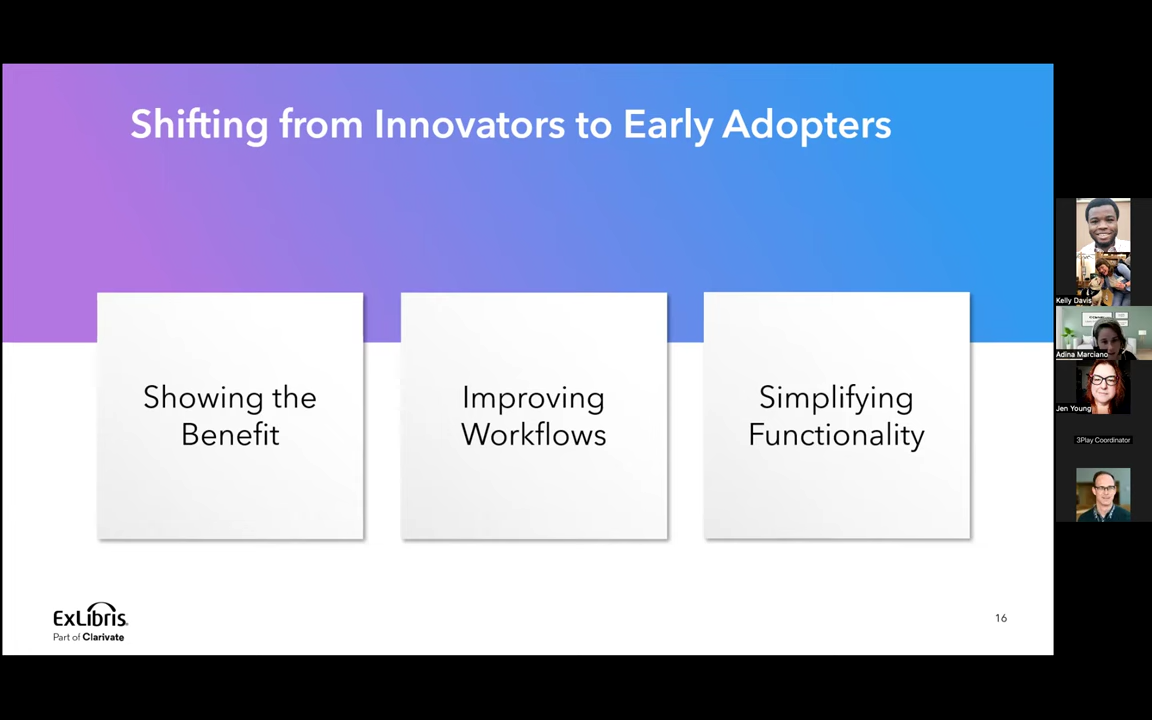 Shifting from Innovators to Early Adopters
Showing the
Benefit
Improving
Workflows
Simplifying
Functionality
ExLibris
Part of Clarivate
16
Kelly Davis
Adina Marciano
Jen Young
3Play Coordinator